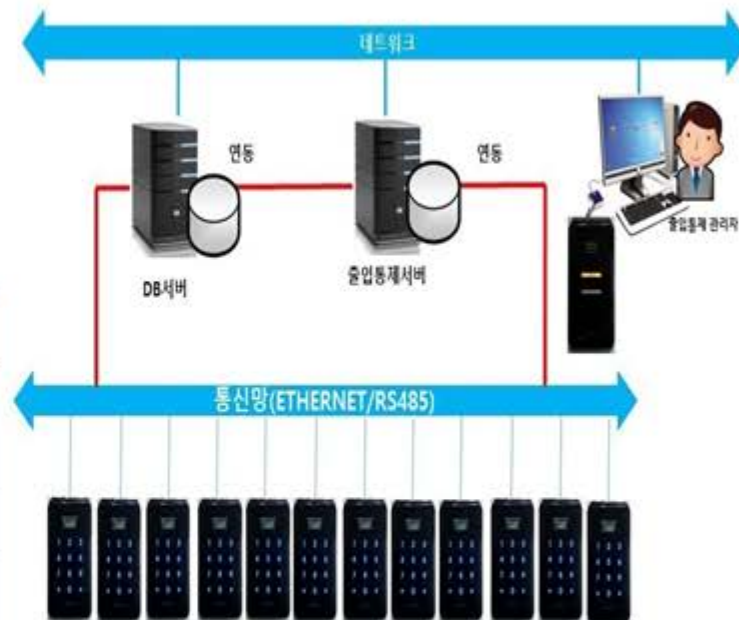 네트워크
연동
연동
DB서버
출입통제서버
출입통제 관리자
통신망(ETHERNET/RS485)